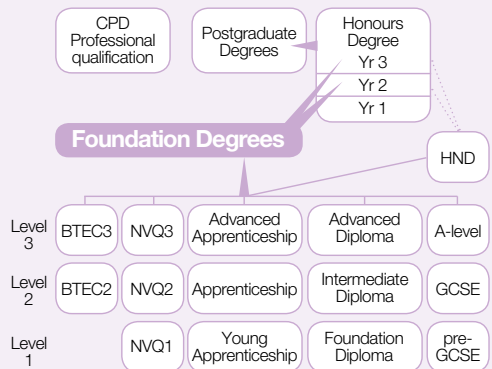 CPD
Professional
qualification
Postgraduate
Degrees
Honours
Degree
Yr 3
Yr 2
Yr 1
Foundation Degrees
HND
Level
3
BTEC3
NVQ3
Advanced
Apprenticeship
Advanced
Diploma
A-level
Level
2
BTEC2
NVQ2
Apprenticeship
Intermediate
Diploma
GCSE
Level
1
NVQ1
Young
Apprenticeship
Foundation
Diploma
pre-
GCSE